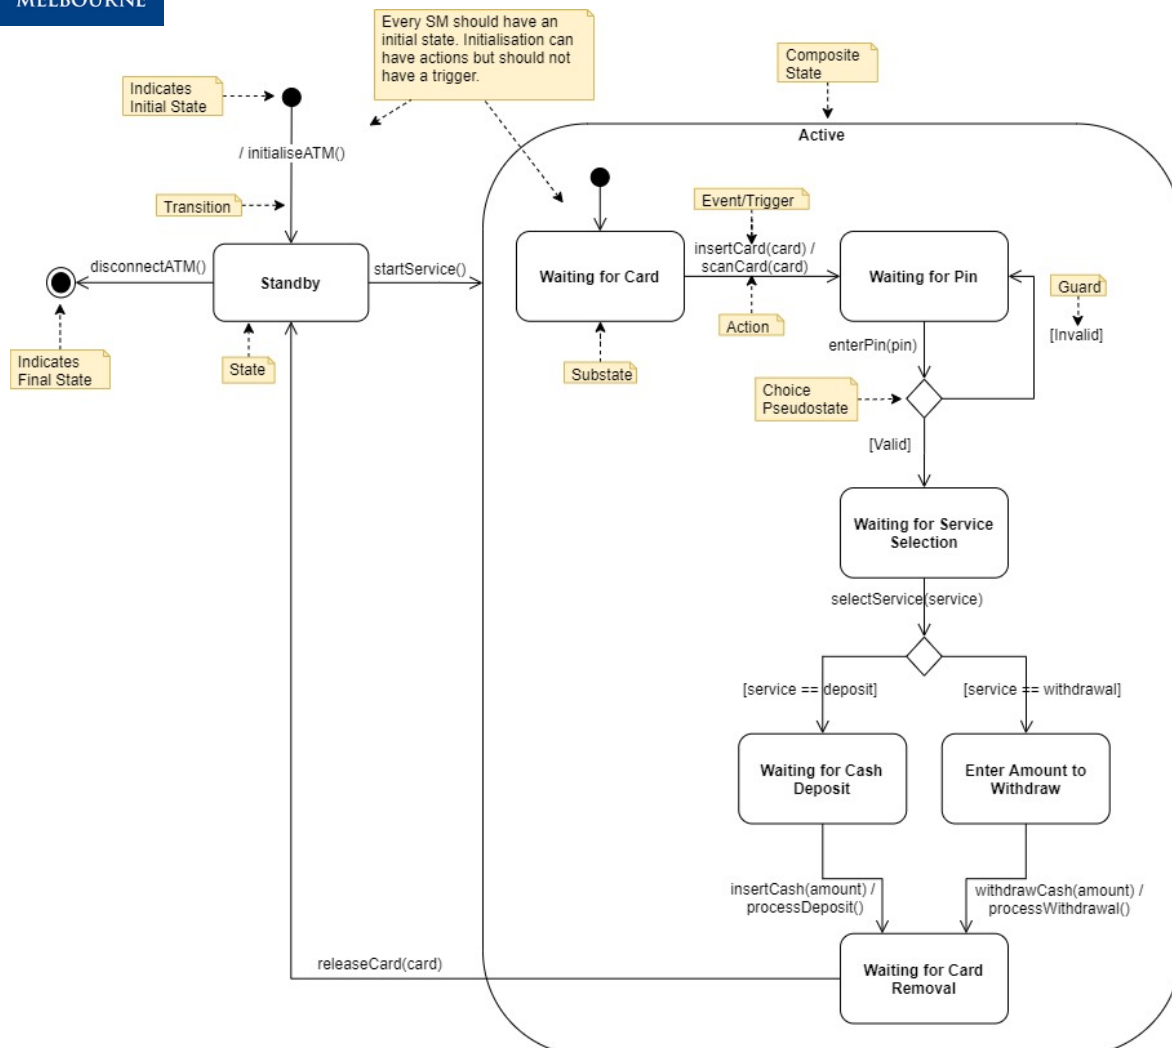 MELBOURNE
Every SM should have an
initial state. Initialisation can
have actions but should not
have a trigger.
Composite
State
Indicates
Initial State
Active
/ initialiseATM()
Transition
Event/Trigger
insertCard(card) /
scanCard(card)
disconnectATM()
Standby
startService()
Waiting for Card
Waiting for Pin
Guard
[Invalid]
Action
Indicates
Final State
State
Substate
enterPin(pin)
Choice
Pseudostate
[Valid]
Waiting for Service
Selection
selectService(service)
[service == deposit]
[service == withdrawal]
Waiting for Cash
Deposit
Enter Amount to
Withdraw
insertCash(amount) /
processDeposit()
withdrawCash(amount) /
processWithdrawal()
releaseCard(card)
Waiting for Card
Removal